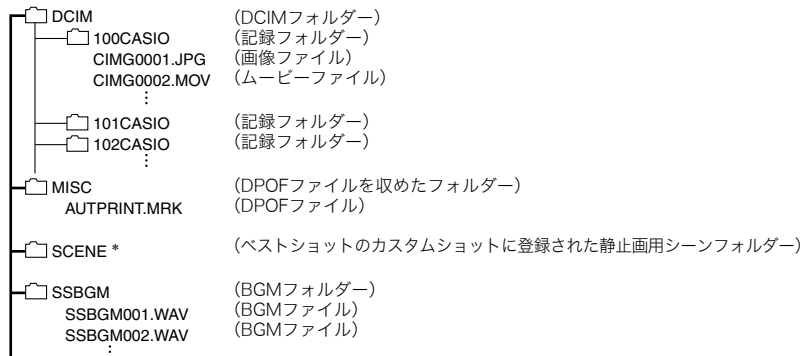 DCIM (DCIMフォルダー)
100CASIO (記録フォルダー)
CIMG0001.JPG (画像ファイル)
CIMG0002.MOV (ムービーファイル)
⋮
101CASIO (記録フォルダー)
102CASIO (記録フォルダー)
⋮
MISC (DPOFファイルを収めたフォルダー)
AUTPRINT.MRK (DPOFファイル)
SCENE * (ベストショットのカスタムショットに登録された静止画用シーンフォルダー)
SSBGM (BGMフォルダー)
SSBGM001.WAV (BGMファイル)
SSBGM002.WAV (BGMファイル)
⋮